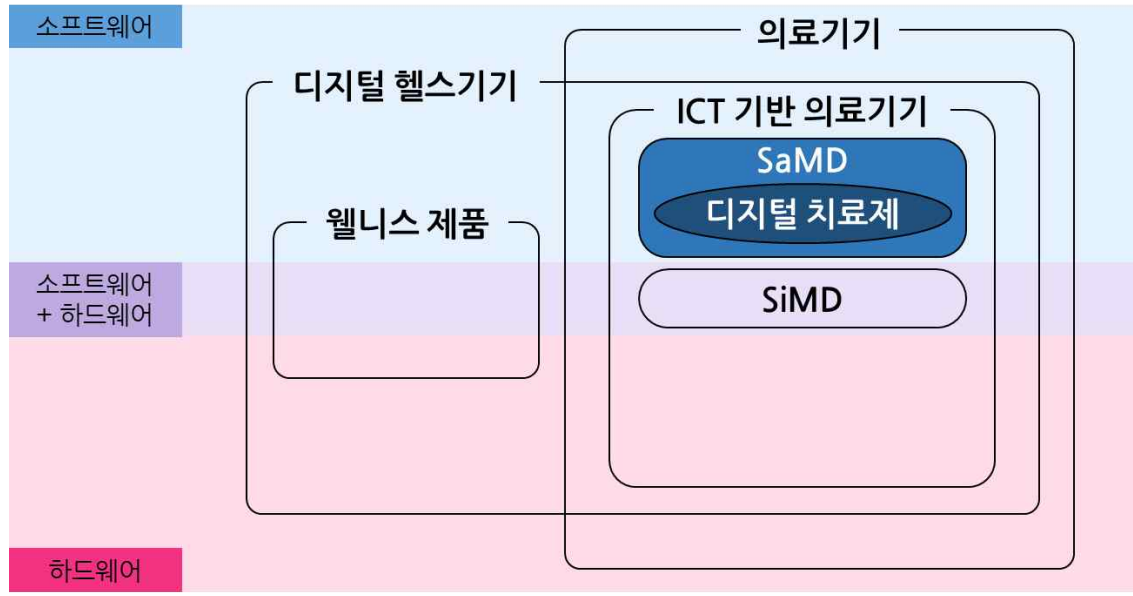 소프트웨어
의료기기
디지털 헬스기기
ICT 기반 의료기기
SaMD
디지털 치료제
웰니스 제품
소프트웨어
+ 하드웨어
SiMD
하드웨어